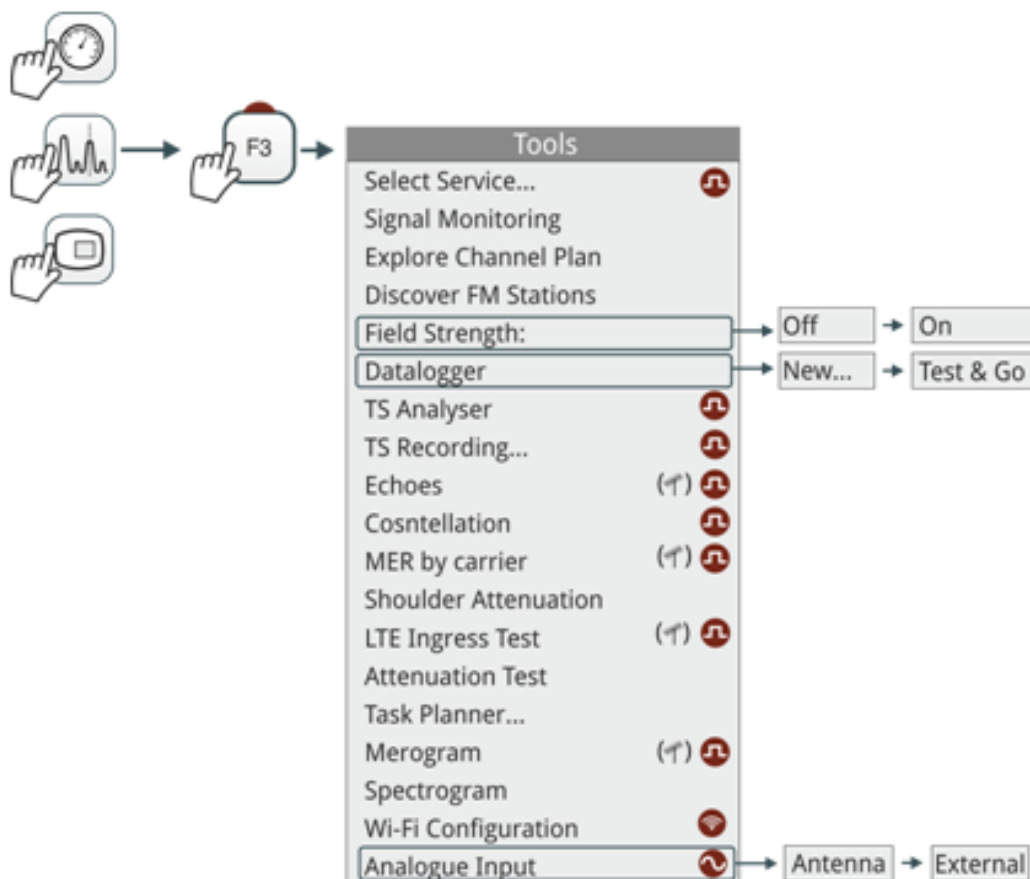 F3
Tools
Select Service...
Signal Monitoring
Explore Channel Plan
Discover FM Stations
Field Strength: Off On
Datalogger New... Test & Go
TS Analyser
TS Recording...
Echoes
Cosntellation
MER by carrier
Shoulder Attenuation
LTE Ingress Test
Attenuation Test
Task Planner...
Merogram
Spectrogram
Wi-Fi Configuration
Analogue Input Antenna External